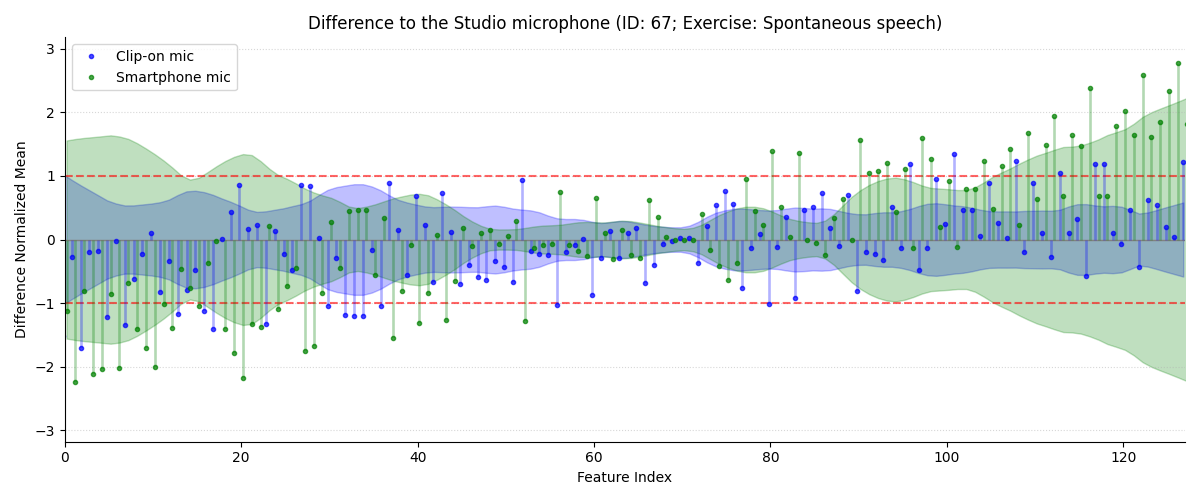 Difference to the Studio microphone (ID: 67; Exercise: Spontaneous speech)
Clip-on mic
Smartphone mic
Difference Normalized Mean
3
2
1
0
−1
−2
−3
0 20 40 60 80 100 120
Feature Index